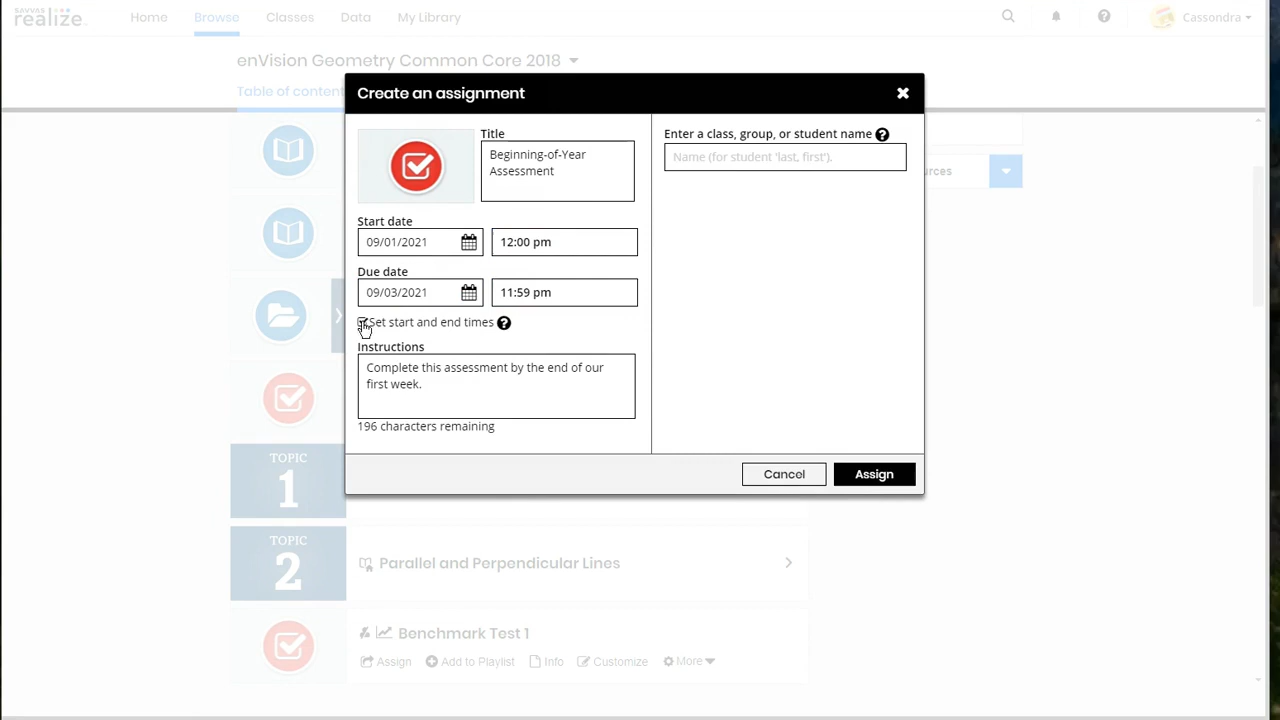 SAVVAS
realize.
Home
Browse
Classes
Data
My Library
Cassondra
enVision Geometry Common Core 2018
Table of content
Create an assignment
Title
Beginning-of-Year
Assessment
Start date
09/01/2021
12:00 pm
Due date
09/03/2021
11:59 pm
Set start and end times
Instructions
Complete this assessment by the end of our
first week.
196 characters remaining
Enter a class, group, or student name
Name (for student 'last, first').
Cancel
Assign
TOPIC
1
TOPIC
2
Parallel and Perpendicular Lines
Benchmark Test 1
Assign
Add to Playlist
Info
Customize
More